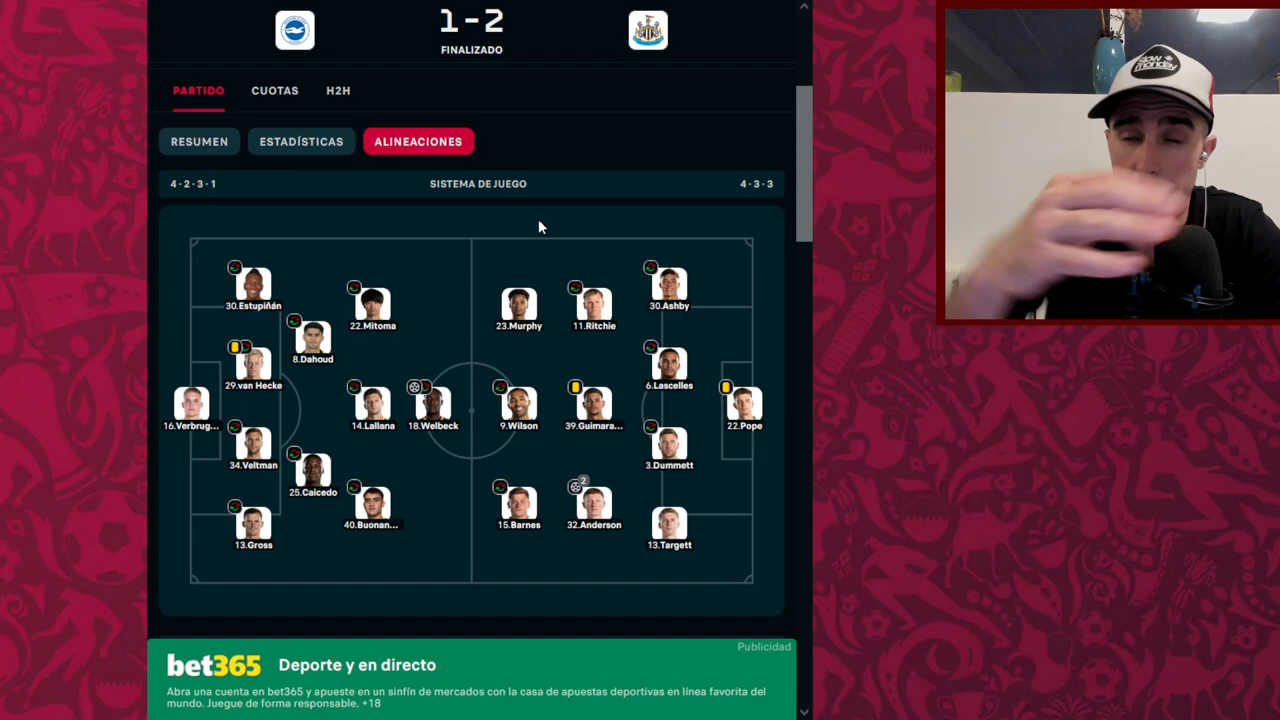 1-2
FINALIZADO
PARTIDO CUOTAS H2H
RESUMEN ESTADÍSTICAS ALINEACIONES
4-2-3-1 SISTEMA DE JUEGO 4-3-3
30.Estupiñán 30.Ashby
22.Mitoma 23.Murphy 11.Ritchie
8.Dahoud
29.van Hecke 6.Lascelles
16.Verbrug... 14.Lallana 18.Welbeck 9.Wilson 39.Guimara... 22.Pope
34.Veltman 3.Dummett
25.Caicedo
2
40.Buonan... 15.Barnes 32.Anderson
13.Gross 13.Targett
Publicidad
bet365 Deporte y en directo
Abra una cuenta en bet365 y apueste en un sinfín de mercados con la casa de apuestas deportivas en línea favorita del
mundo. Juegue de forma responsable. +18
slow
monday